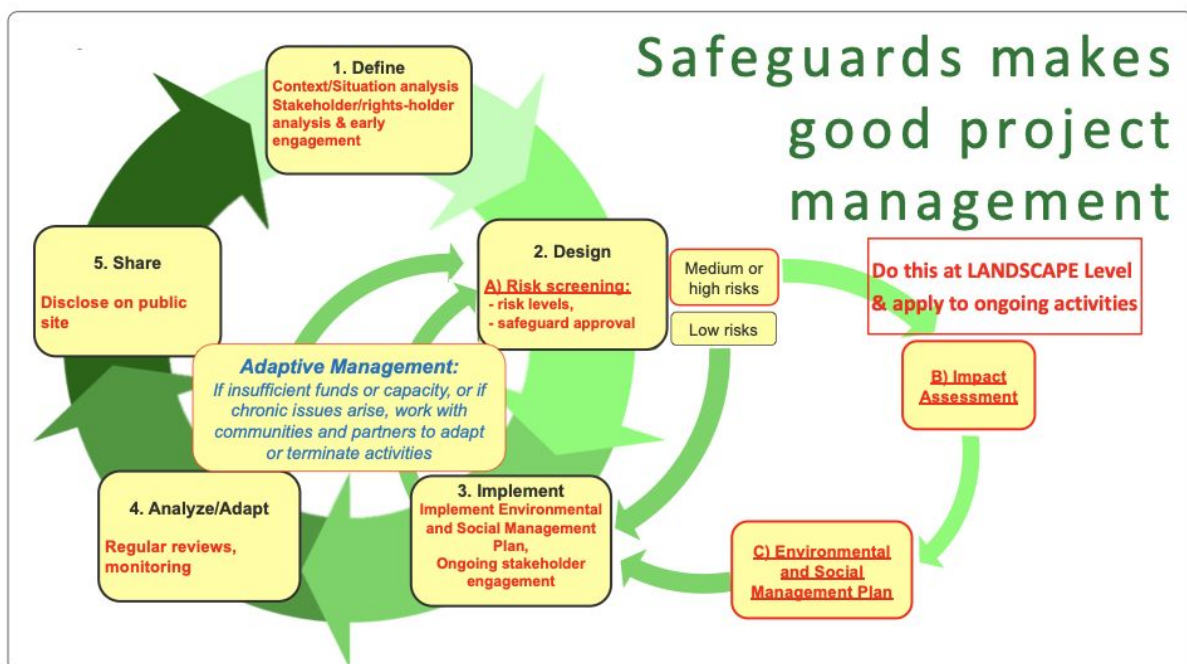 Safeguards makes
good project
management
1. Define
Context/Situation analysis
Stakeholder/rights-holder
analysis & early
engagement
2. Design
A) Risk screening:
- risk levels,
- safeguard approval
Medium or
high risks
Low risks
Do this at LANDSCAPE Level
& apply to ongoing activities
B) Impact
Assessment
C) Environmental
and Social
Management Plan
3. Implement
Implement Environmental
and Social Management
Plan,
Ongoing stakeholder
engagement
4. Analyze/Adapt
Regular reviews,
monitoring
5. Share
Disclose on public
site
Adaptive Management:
If insufficient funds or capacity, or if
chronic issues arise, work with
communities and partners to adapt
or terminate activities